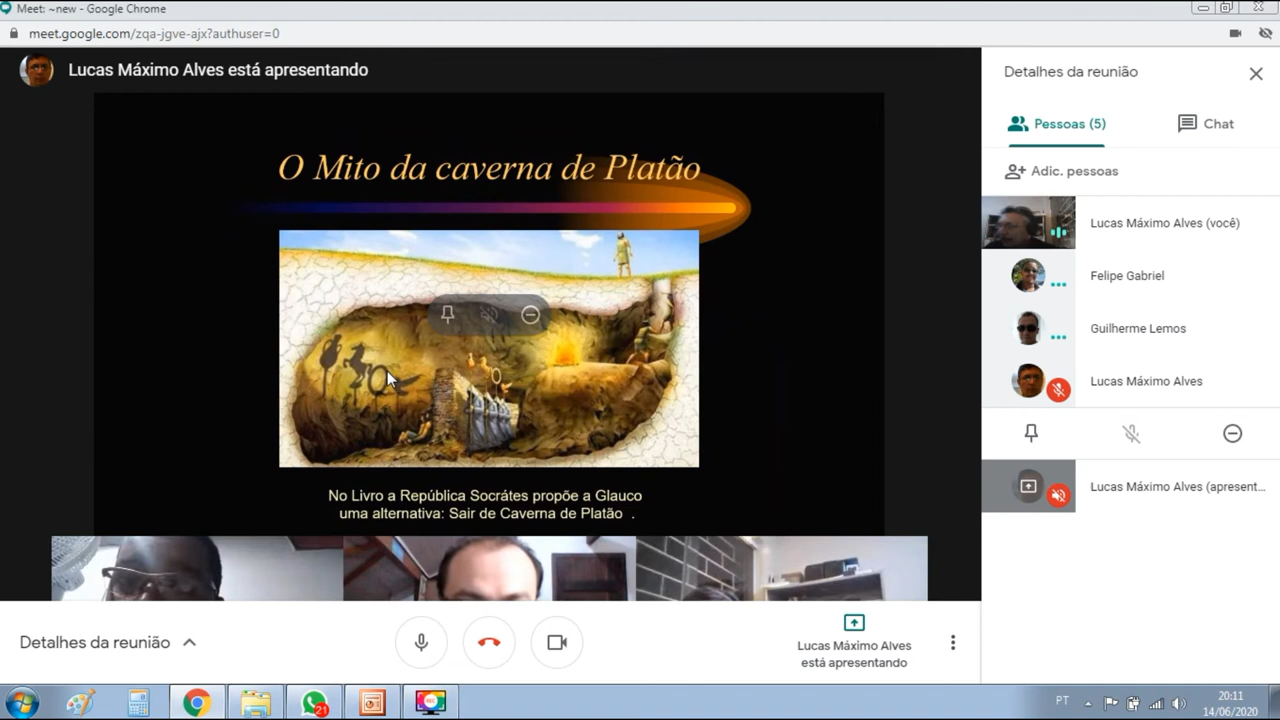 Meet: ~new - Google Chrome
meet.google.com/zqa-jgve-ajx?authuser=0
Lucas Máximo Alves está apresentando
O Mito da caverna de Platão
No Livro a República Socrátes propõe a Glauco
uma alternativa: Sair de Caverna de Platão .
Detalhes da reunião
Lucas Máximo Alves
está apresentando
Detalhes da reunião
Pessoas (5)
Chat
Adic. pessoas
Lucas Máximo Alves (você)
Felipe Gabriel
Guilherme Lemos
Lucas Máximo Alves
Lucas Máximo Alves (apresent...
21
REC
PT
20:11
14/06/2020